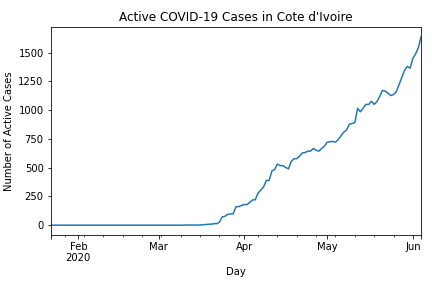 Active COVID-19 Cases in Cote d'Ivoire
Number of Active Cases
1500
1250
1000
750
500
250
0
Feb
2020
Mar
Apr
May
Jun
Day